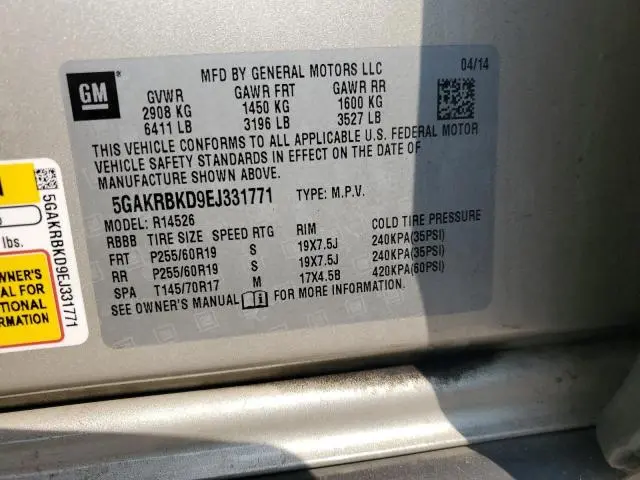 GM
MFD BY GENERAL MOTORS LLC
04/14
GVWR GAWR FRT GAWR RR
2908 KG 1450 KG 1600 KG
6411 LB 3196 LB 3527 LB
THIS VEHICLE CONFORMS TO ALL APPLICABLE U.S. FEDERAL MOTOR
VEHICLE SAFETY STANDARDS IN EFFECT ON THE DATE OF
MANUFACTURE SHOWN ABOVE.
5GAKRBKD9EJ331771 TYPE: M.P.V.
MODEL: R14526
RBBB TIRE SIZE SPEED RTG RIM COLD TIRE PRESSURE
FRT P255/60R19 S 19X7.5J 240KPA(35PSI)
RR P255/60R19 S 19X7.5J 240KPA(35PSI)
SPA T145/70R17 M 17X4.5B 420KPA(60PSI)
SEE OWNER'S MANUAL i FOR MORE INFORMATION.
lbs.
WNER'S
AL FOR
TIONAL
RMATION
5GAKRBKD9EJ331771